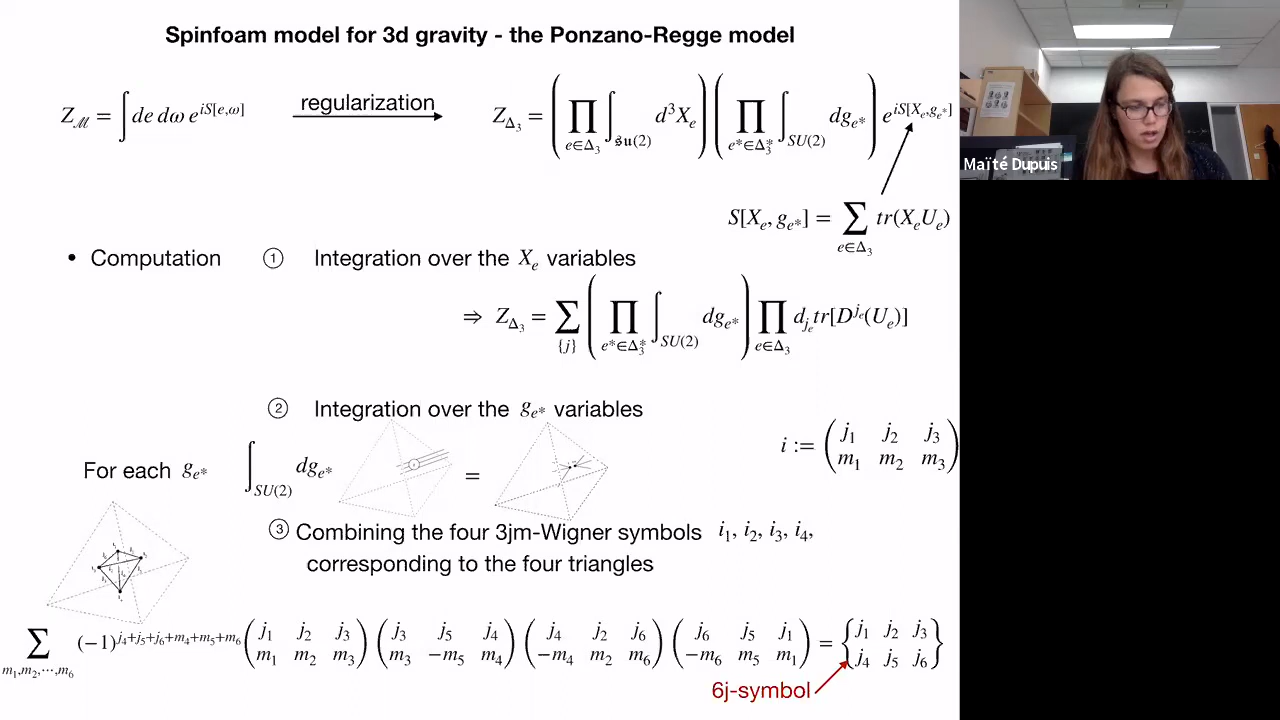 Spinfoam model for 3d gravity - the Ponzano-Regge model
Z_ℳ = ∫ de dω e^{iS[e,ω]} regularization Z_{Δ_3} = (∏_{e∈Δ_3} ∫_{𝔰𝔲(2)} d^3X_e) (∏_{e*∈Δ_3^*} ∫_{SU(2)} dg_{e*}) e^{iS[X_e,g_{e*}]}
Maïté Dupuis
S[X_e, g_{e*}] = ∑_{e∈Δ_3} tr(X_e U_e)
• Computation ① Integration over the X_e variables
⇒ Z_{Δ_3} = ∑_{{j}} (∏_{e*∈Δ_3^*} ∫_{SU(2)} dg_{e*}) ∏_{e∈Δ_3} d_{j_e} tr[D^{j_e}(U_e)]
② Integration over the g_{e*} variables
i := (j_1 j_2 j_3 / m_1 m_2 m_3)
For each g_{e*} ∫_{SU(2)} dg_{e*} =
③ Combining the four 3jm-Wigner symbols i_1, i_2, i_3, i_4,
corresponding to the four triangles
∑_{m_1,m_2,⋯,m_6} (-1)^{j_4+j_5+j_6+m_4+m_5+m_6} (j_1 j_2 j_3 / m_1 m_2 m_3) (j_3 j_5 j_4 / m_3 -m_5 m_4) (j_4 j_2 j_6 / -m_4 m_2 m_6) (j_6 j_5 j_1 / -m_6 m_5 m_1) = {j_1 j_2 j_3 / j_4 j_5 j_6}
6j-symbol